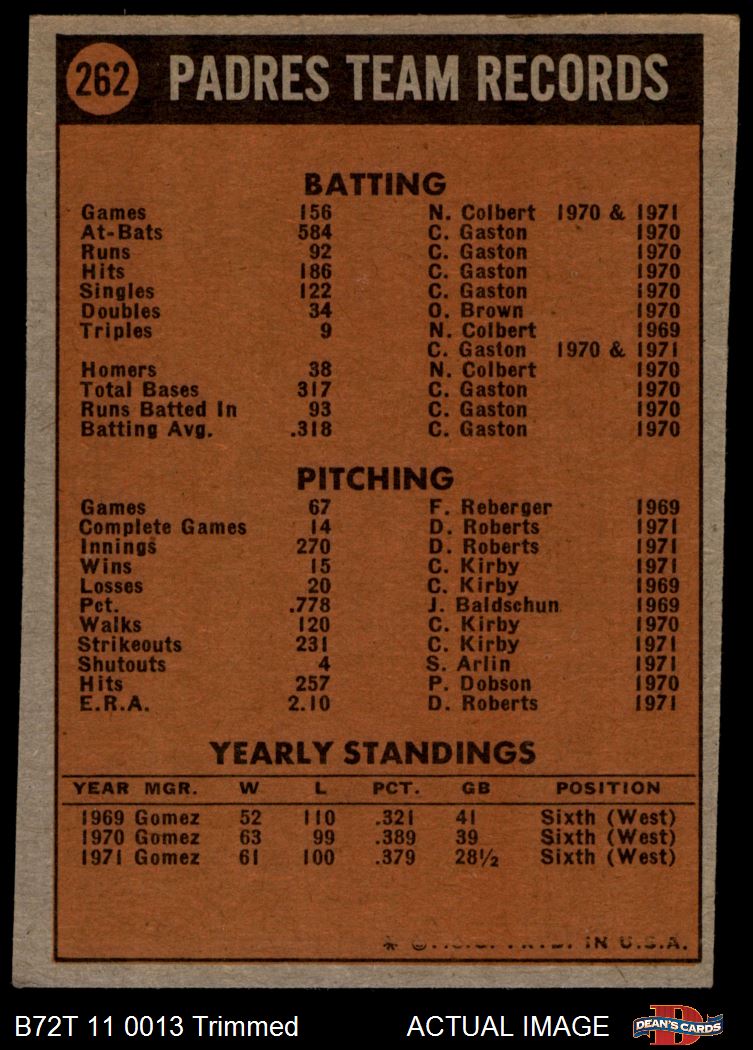 262 PADRES TEAM RECORDS
BATTING
Games 156 N. Colbert 1970 & 1971
At-Bats 584 C. Gaston 1970
Runs 92 C. Gaston 1970
Hits 186 C. Gaston 1970
Singles 122 C. Gaston 1970
Doubles 34 O. Brown 1970
Triples 9 N. Colbert 1969
C. Gaston 1970 & 1971
Homers 38 N. Colbert 1970
Total Bases 317 C. Gaston 1970
Runs Batted In 93 C. Gaston 1970
Batting Avg. .318 C. Gaston 1970
PITCHING
Games 67 F. Reberger 1969
Complete Games 14 D. Roberts 1971
Innings 270 D. Roberts 1971
Wins 15 C. Kirby 1971
Losses 20 C. Kirby 1969
Pct. .778 J. Baldschun 1969
Walks 120 C. Kirby 1970
Strikeouts 231 C. Kirby 1971
Shutouts 4 S. Arlin 1971
Hits 257 P. Dobson 1970
E.R.A. 2.10 D. Roberts 1971
YEARLY STANDINGS
YEAR MGR. W L PCT. GB POSITION
1969 Gomez 52 110 .321 41 Sixth (West)
1970 Gomez 63 99 .389 39 Sixth (West)
1971 Gomez 61 100 .379 28½ Sixth (West)
IN U.S.A.
B72T 11 0013 Trimmed ACTUAL IMAGE DEAN'S CARDS